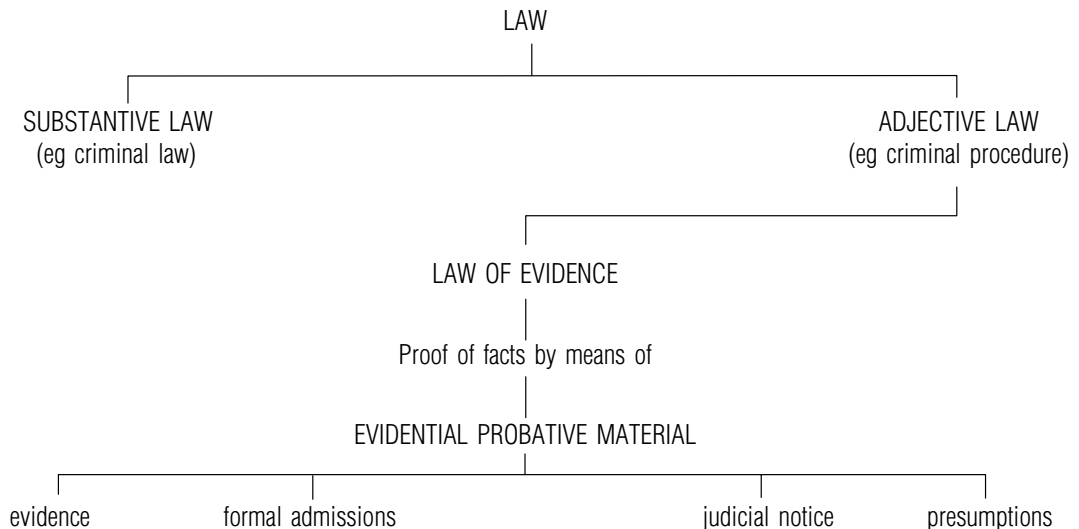 LAW
SUBSTANTIVE LAW
(eg criminal law)
ADJECTIVE LAW
(eg criminal procedure)
LAW OF EVIDENCE
Proof of facts by means of
EVIDENTIAL PROBATIVE MATERIAL
evidence
formal admissions
judicial notice
presumptions